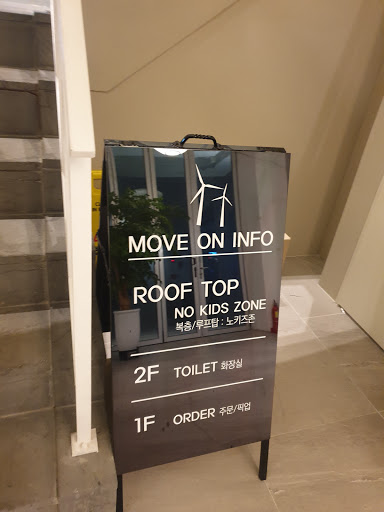 MOVE ON INFO
ROOF TOP
NO KIDS ZONE
복층/루프탑 : 노키즈존
2F TOILET 화장실
1F ORDER 주문/픽업